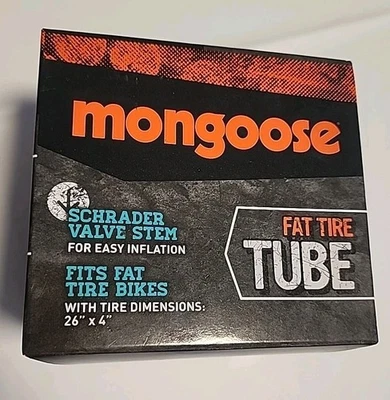 mongoose
SCHRADER
VALVE STEM
FOR EASY INFLATION
FITS FAT
TIRE BIKES
WITH TIRE DIMENSIONS:
26" x 4"
FAT TIRE
TUBE